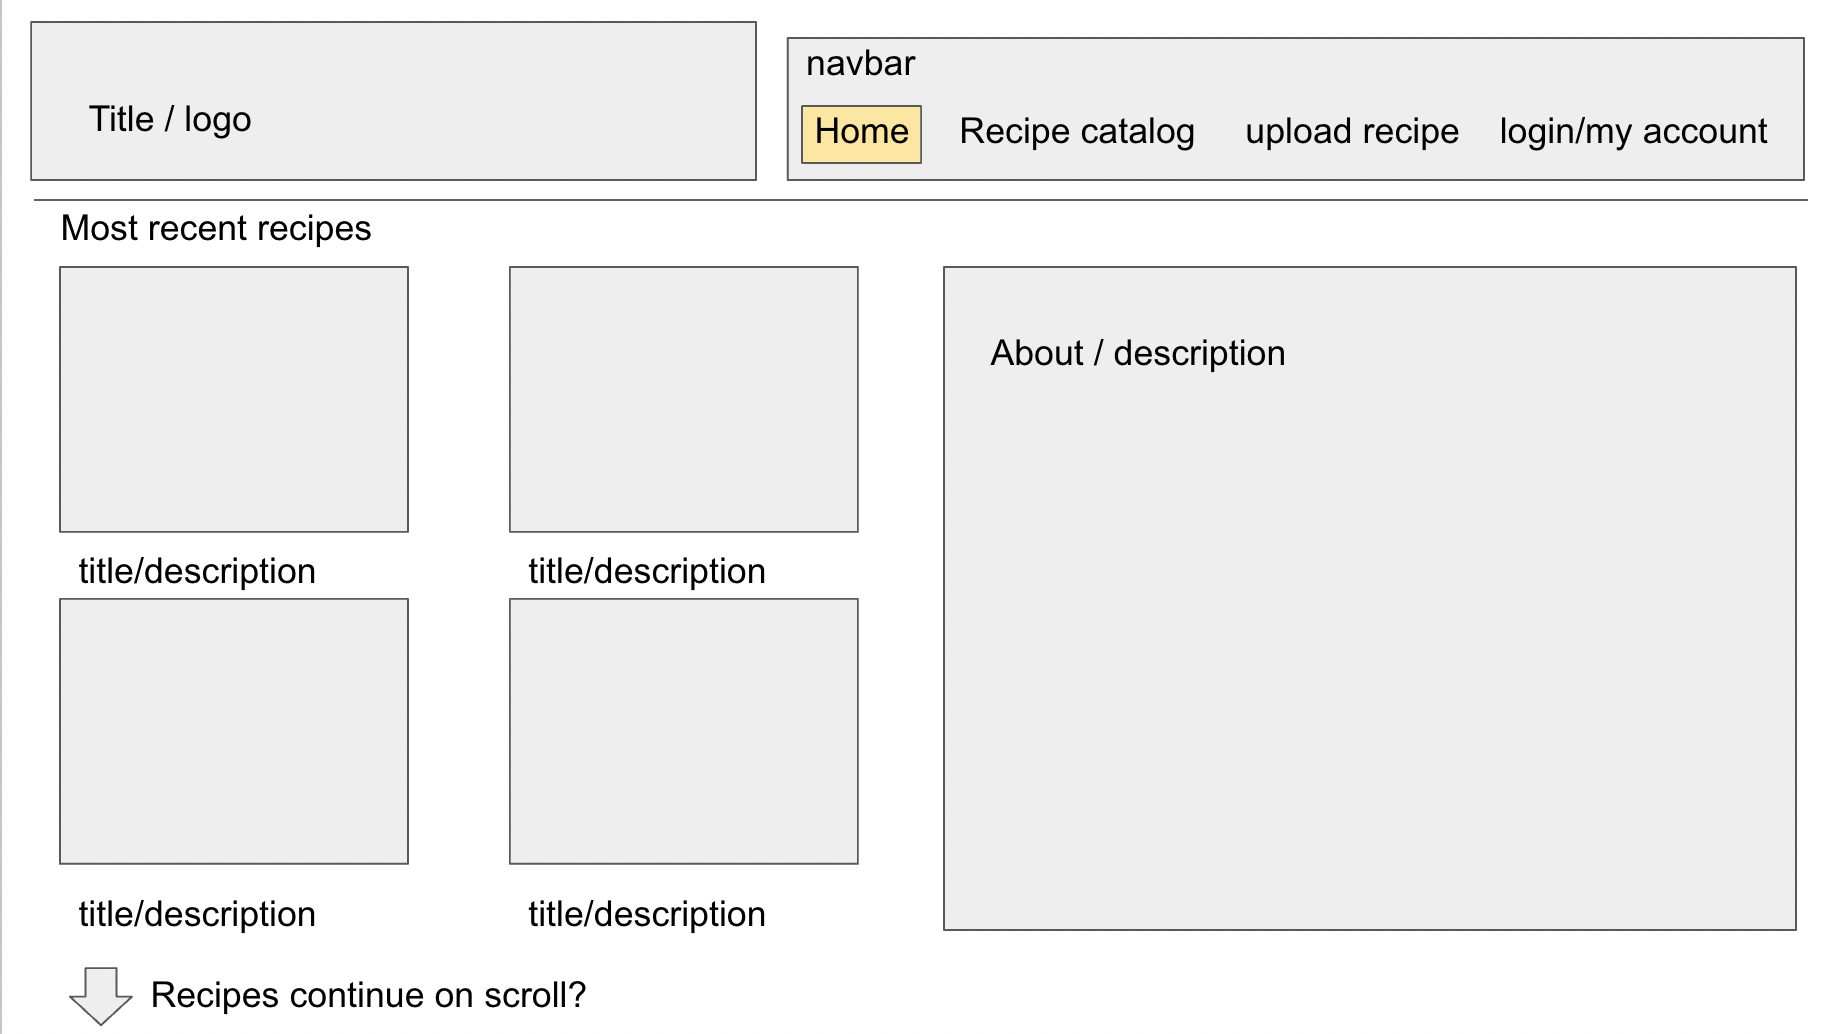 Title / logo
navbar
Home Recipe catalog upload recipe login/my account
Most recent recipes
About / description
title/description title/description
title/description title/description
Recipes continue on scroll?